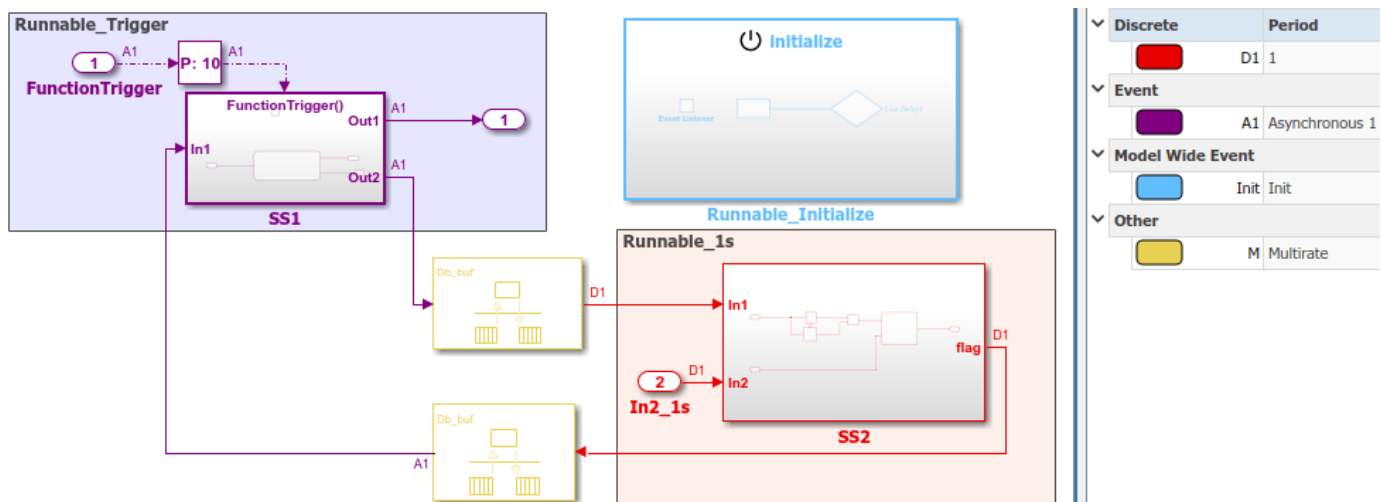 Runnable_Trigger
1
A1
P: 10
A1
FunctionTrigger
FunctionTrigger()
In1
Out1
Out2
SS1
A1
1
A1
initialize
Event Listener
Runnable_Initialize
Db_buf
D1
Runnable_1s
In1
In2
flag
D1
SS2
2
D1
In2_1s
Db_buf
A1
Discrete Period
D1 1
Event
A1 Asynchronous 1
Model Wide Event
Init Init
Other
M Multirate